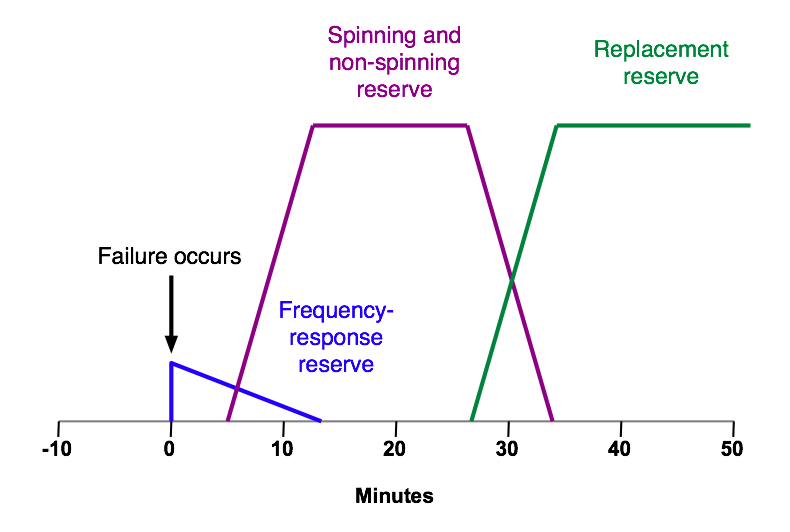 Spinning and
non-spinning
reserve
Replacement
reserve
Failure occurs
Frequency-
response
reserve
-10 0 10 20 30 40 50
Minutes